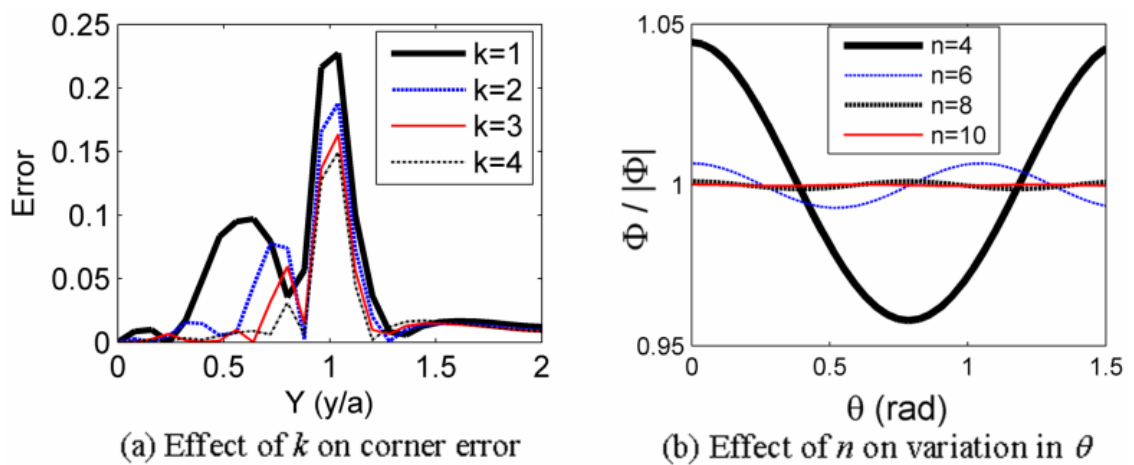 0.25
0.2
0.15
0.1
0.05
0
Error
0 0.5 1 1.5 2
Y (y/a)
k=1
k=2
k=3
k=4
(a) Effect of k on corner error
1.05
1
0.95
Φ / |Φ|
0 0.5 1 1.5
θ (rad)
n=4
n=6
n=8
n=10
(b) Effect of n on variation in θ